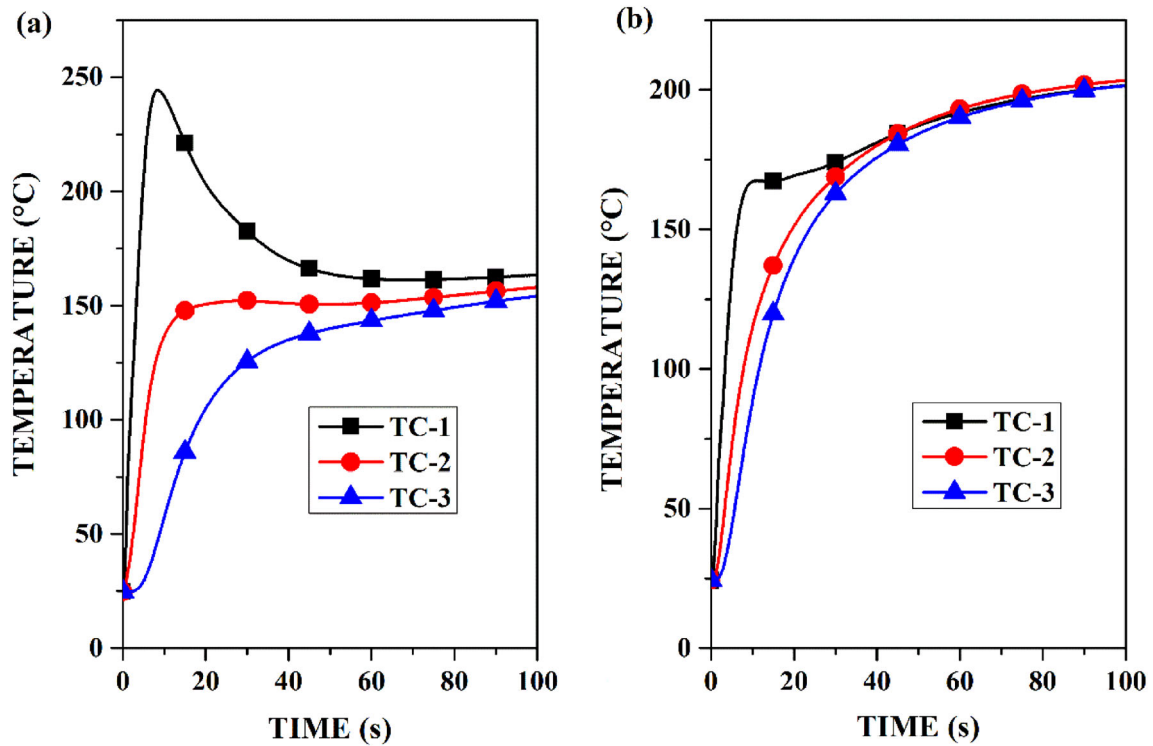 (a)
TEMPERATURE (°C)
250
200
150
100
50
0
TC-1
TC-2
TC-3
0 20 40 60 80 100
TIME (s)
(b)
TEMPERATURE (°C)
200
150
100
50
0
TC-1
TC-2
TC-3
0 20 40 60 80 100
TIME (s)